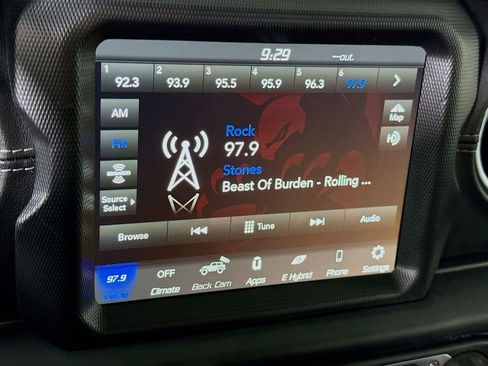 9:29 —out.
1 2 3 4 5 6
92.3 93.9 95.5 95.9 96.3 97.9
AM
Map
FM
Rock
97.9
Stones
Beast Of Burden - Rolling ...
Source
Select
Browse Tune Audio
97.9 OFF
Climate Back Cam Apps E Hybrid Phone Settings